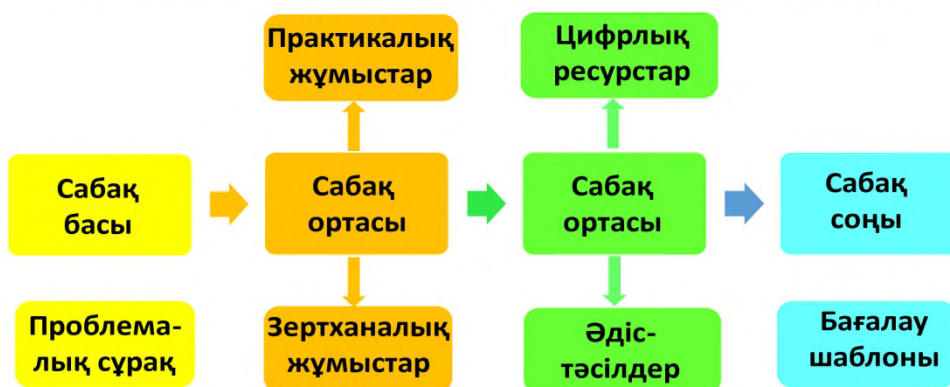 Практикалық
жұмыстар
Цифрлық
ресурстар
Сабақ
басы
Сабақ
ортасы
Сабақ
ортасы
Сабақ
соңы
Проблема-
лық сұрақ
Зертханалық
жұмыстар
Әдіс-
тәсілдер
Бағалау
шаблоны